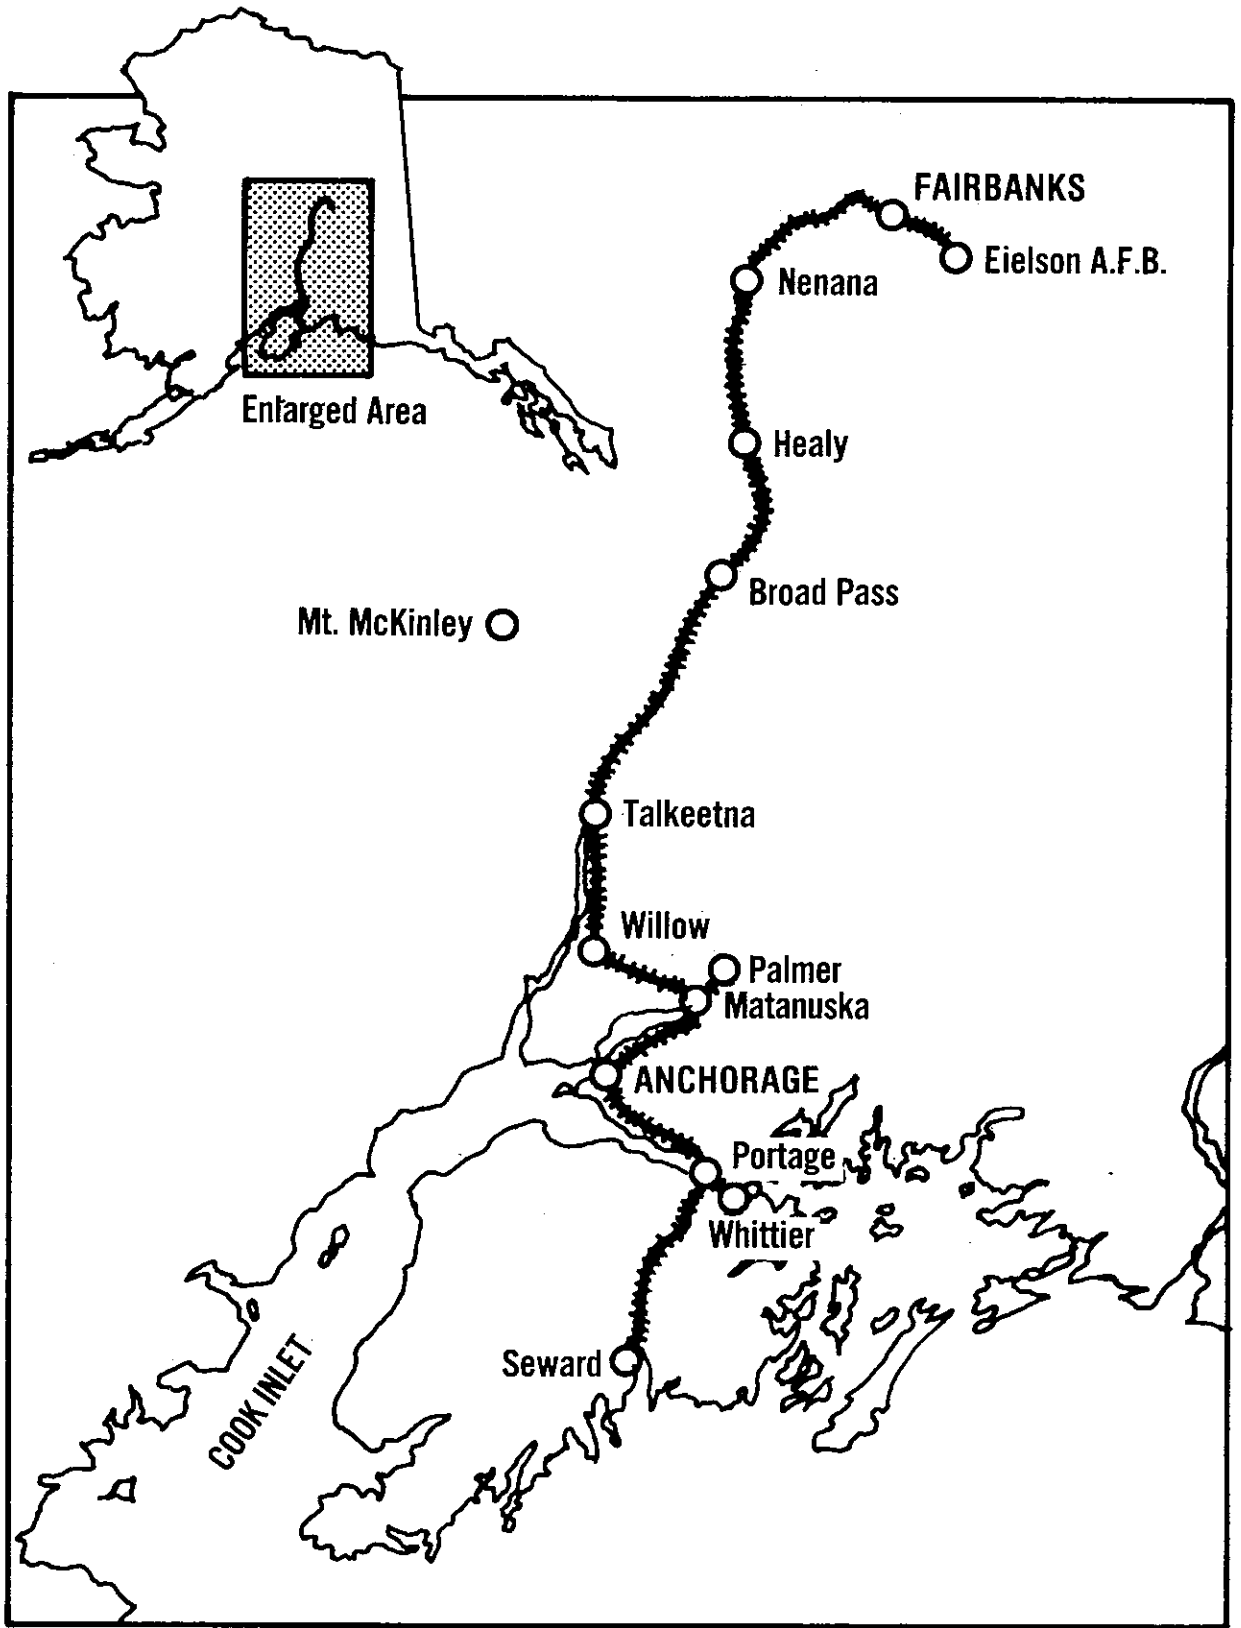 FAIRBANKS
Eielson A.F.B.
Nenana
Enlarged Area
Healy
Broad Pass
Mt. McKinley
Talkeetna
Willow
Palmer
Matanuska
ANCHORAGE
Portage
Whittier
Seward
COOK INLET